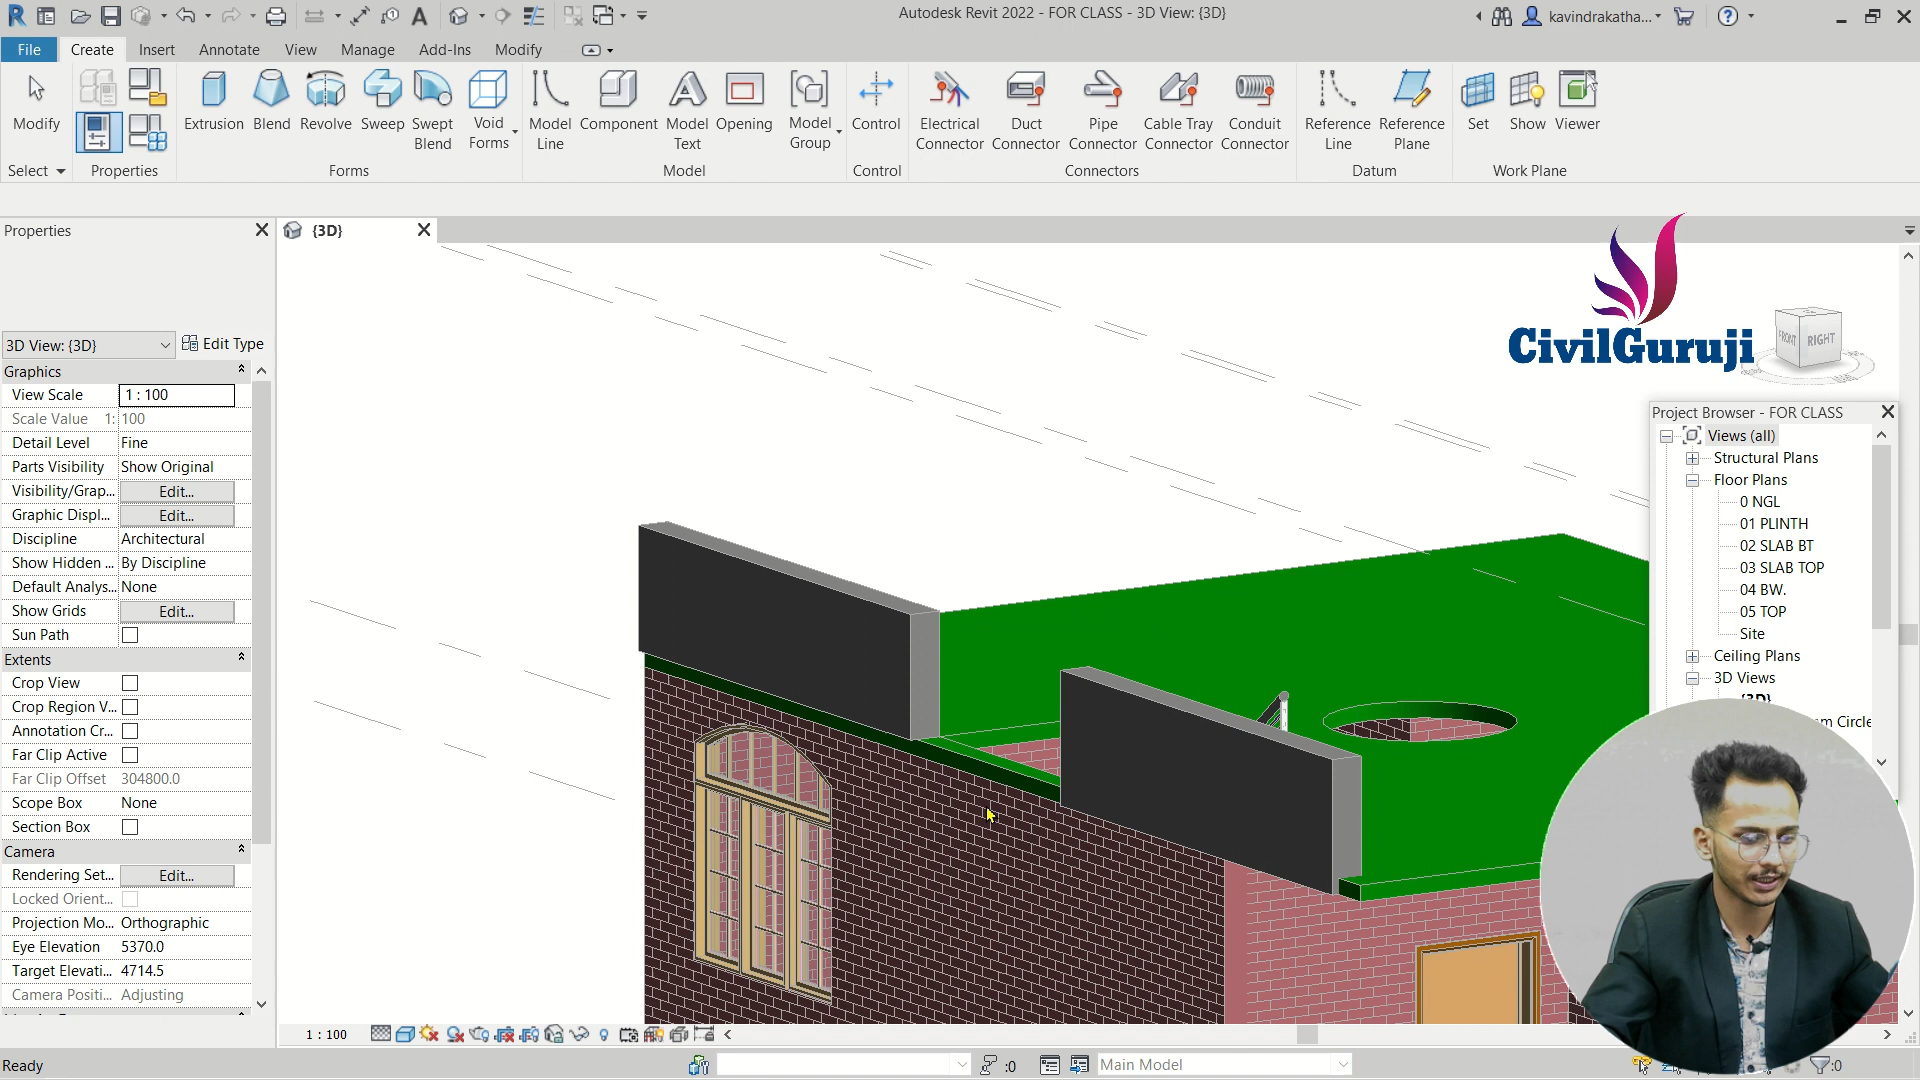 Autodesk Revit 2022 - FOR CLASS - 3D View: {3D}
kavindrakatha...
File Create Insert Annotate View Manage Add-Ins Modify
Modify
Extrusion Blend Revolve Sweep Swept Blend Void Forms
Model Line Component Model Text Opening Model Group
Control
Electrical Connector Duct Connector Pipe Connector Cable Tray Connector Conduit Connector
Reference Line Reference Plane
Set Show Viewer
Select Properties Forms Model Control Connectors Datum Work Plane
Properties
{3D}
3D View: {3D} Edit Type
Graphics
View Scale 1 : 100
Scale Value 1: 100
Detail Level Fine
Parts Visibility Show Original
Visibility/Grap... Edit...
Graphic Displ... Edit...
Discipline Architectural
Show Hidden ... By Discipline
Default Analys... None
Show Grids Edit...
Sun Path
Extents
Crop View
Crop Region V...
Annotation Cr...
Far Clip Active
Far Clip Offset 304800.0
Scope Box None
Section Box
Camera
Rendering Set... Edit...
Locked Orient...
Projection Mo... Orthographic
Eye Elevation 5370.0
Target Elevati... 4714.5
Camera Positi... Adjusting
CivilGuruji
FRONT RIGHT
Project Browser - FOR CLASS
Views (all)
Structural Plans
Floor Plans
0 NGL
01 PLINTH
02 SLAB BT
03 SLAB TOP
04 BW.
05 TOP
Site
Ceiling Plans
3D Views
{3D}
m Circle
1 : 100
Ready
:0
Main Model
:0